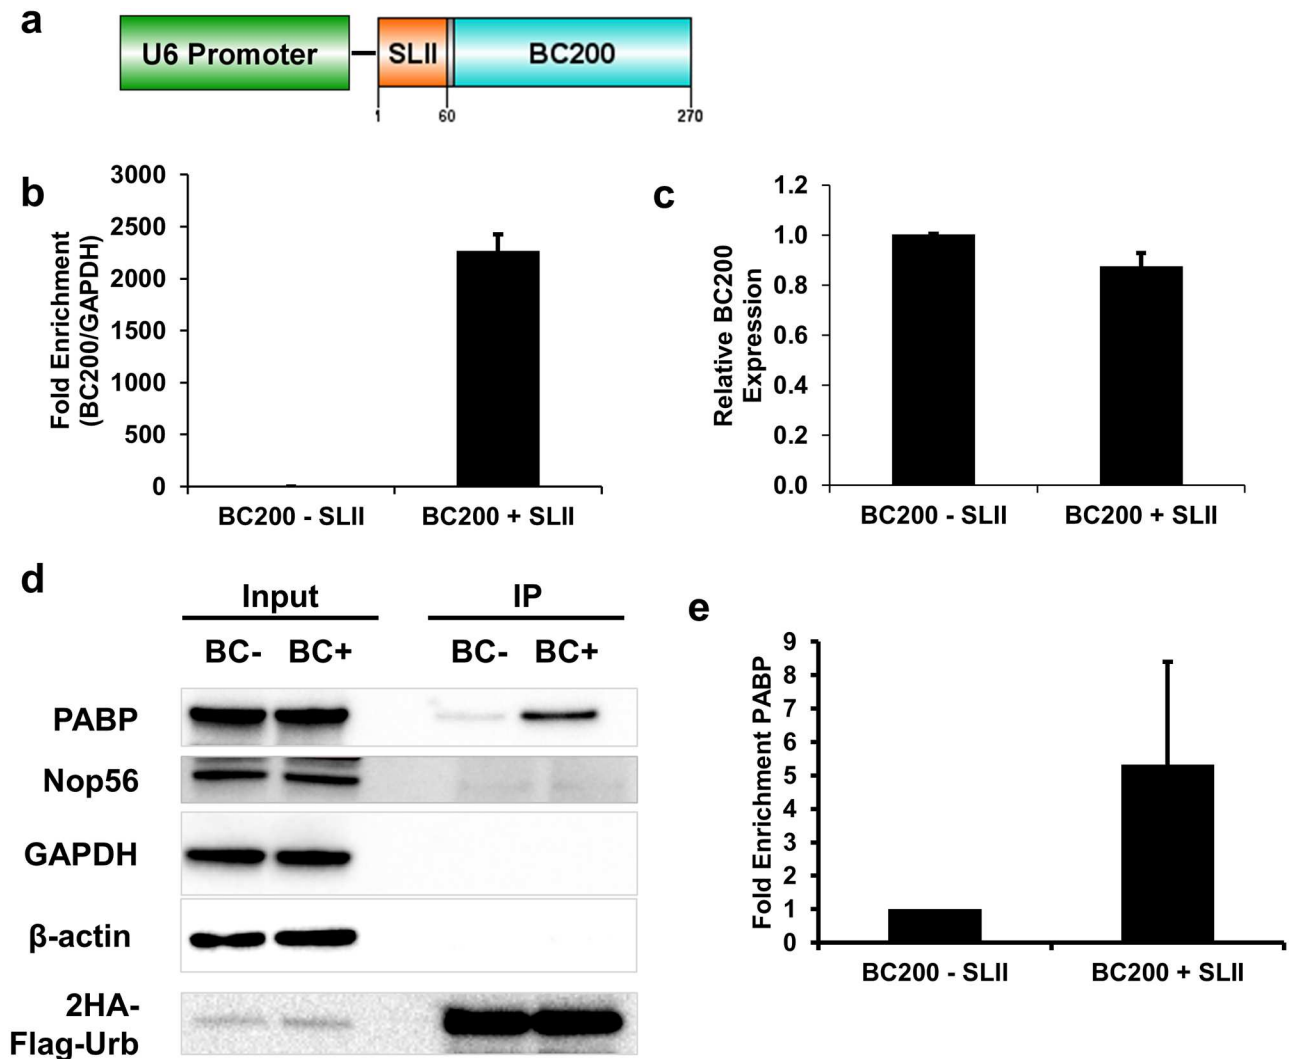 a
U6 Promoter
SLII
BC200
1
60
270
b
Fold Enrichment
(BC200/GAPDH)
3000
2500
2000
1500
1000
500
0
BC200 - SLII
BC200 + SLII
c
Relative BC200
Expression
1.2
1.0
0.8
0.6
0.4
0.2
0.0
BC200 - SLII
BC200 + SLII
d
Input
IP
BC-
BC+
BC-
BC+
PABP
Nop56
GAPDH
β-actin
2HA-
Flag-Urb
e
Fold Enrichment PABP
9
8
7
6
5
4
3
2
1
0
BC200 - SLII
BC200 + SLII